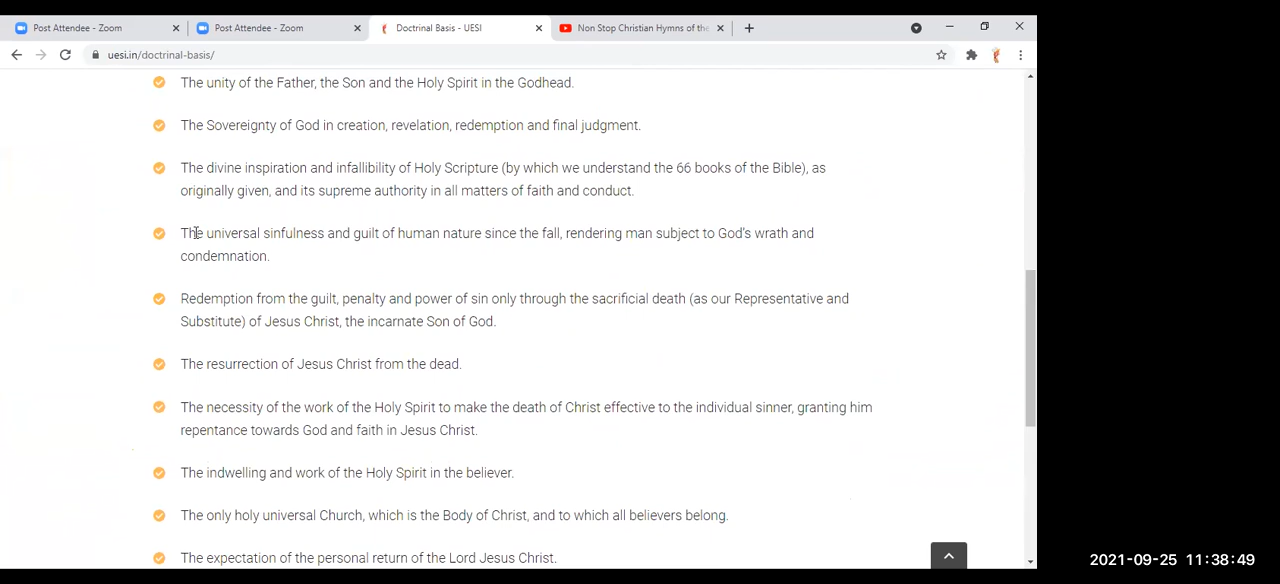 Post Attendee - Zoom
Post Attendee - Zoom
Doctrinal Basis - UESI
Non Stop Christian Hymns of the
uesi.in/doctrinal-basis/
The unity of the Father, the Son and the Holy Spirit in the Godhead.
The Sovereignty of God in creation, revelation, redemption and final judgment.
The divine inspiration and infallibility of Holy Scripture (by which we understand the 66 books of the Bible), as
originally given, and its supreme authority in all matters of faith and conduct.
The universal sinfulness and guilt of human nature since the fall, rendering man subject to God's wrath and
condemnation.
Redemption from the guilt, penalty and power of sin only through the sacrificial death (as our Representative and
Substitute) of Jesus Christ, the incarnate Son of God.
The resurrection of Jesus Christ from the dead.
The necessity of the work of the Holy Spirit to make the death of Christ effective to the individual sinner, granting him
repentance towards God and faith in Jesus Christ.
The indwelling and work of the Holy Spirit in the believer.
The only holy universal Church, which is the Body of Christ, and to which all believers belong.
The expectation of the personal return of the Lord Jesus Christ.
2021-09-25 11:38:49